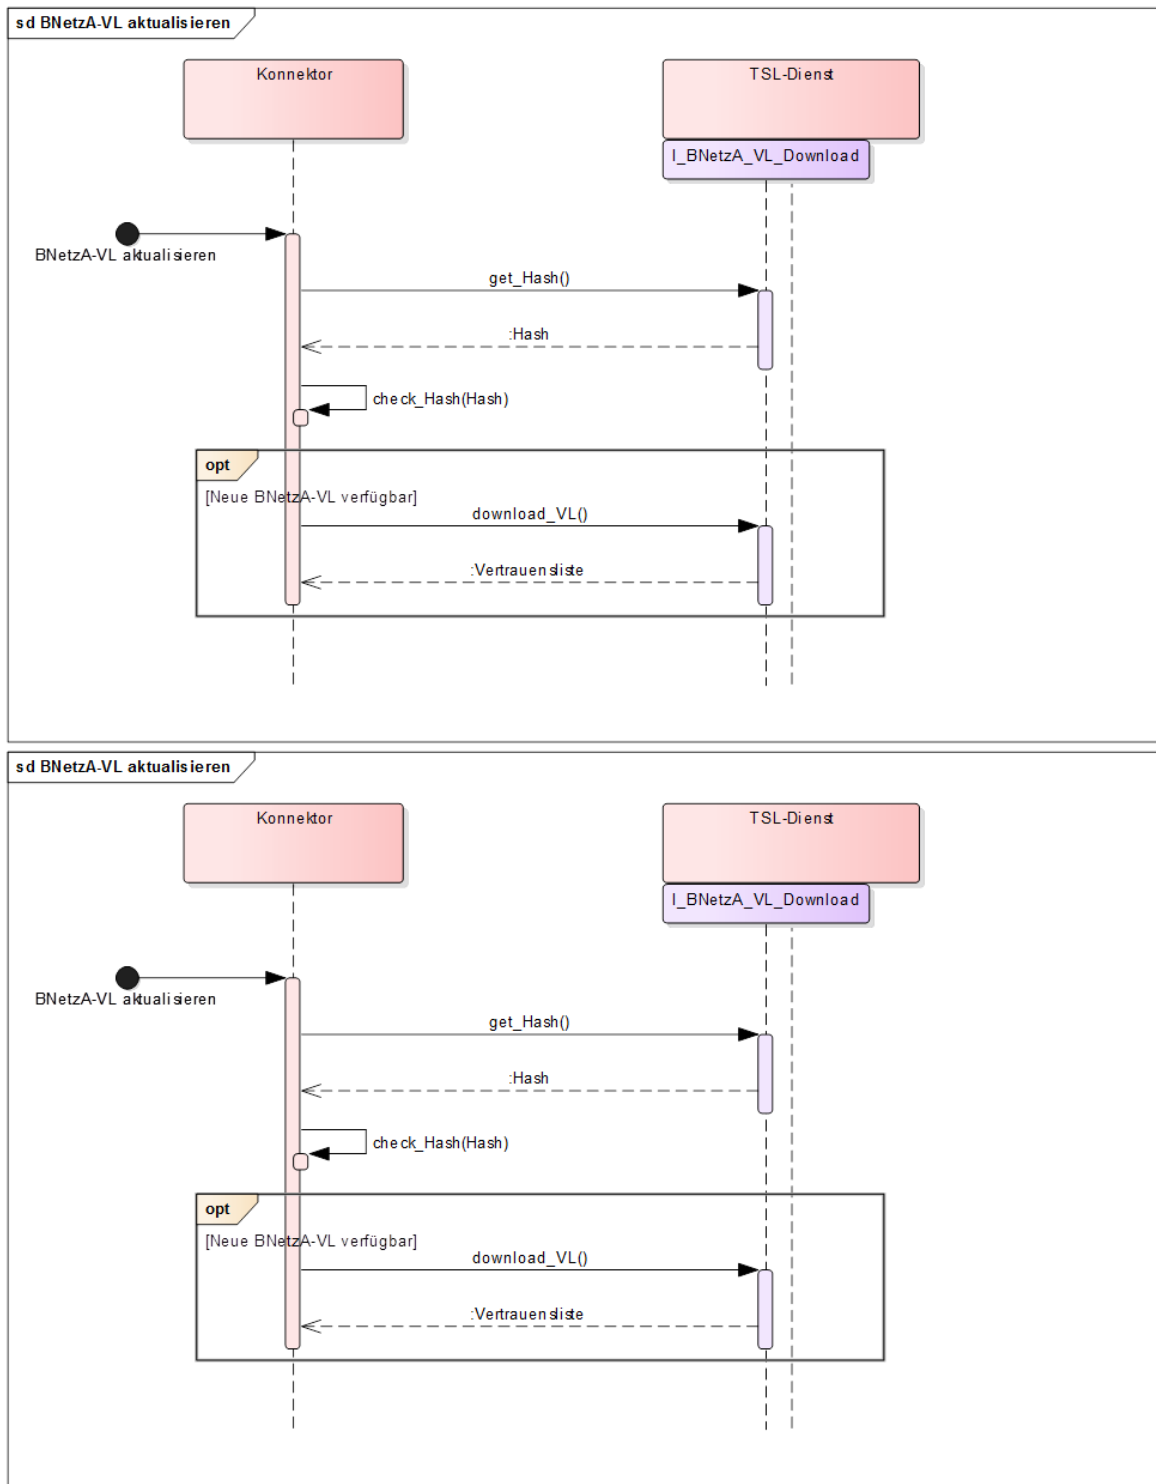 sd BNetzA-VL aktualisieren
Konnektor
TSL-Dienst
I_BNetzA_VL_Download
BNetzA-VL aktualisieren
get_Hash()
:Hash
check_Hash(Hash)
opt
[Neue BNetzA-VL verfügbar]
download_VL()
:Vertrauensliste
sd BNetzA-VL aktualisieren
Konnektor
TSL-Dienst
I_BNetzA_VL_Download
BNetzA-VL aktualisieren
get_Hash()
:Hash
check_Hash(Hash)
opt
[Neue BNetzA-VL verfügbar]
download_VL()
:Vertrauensliste